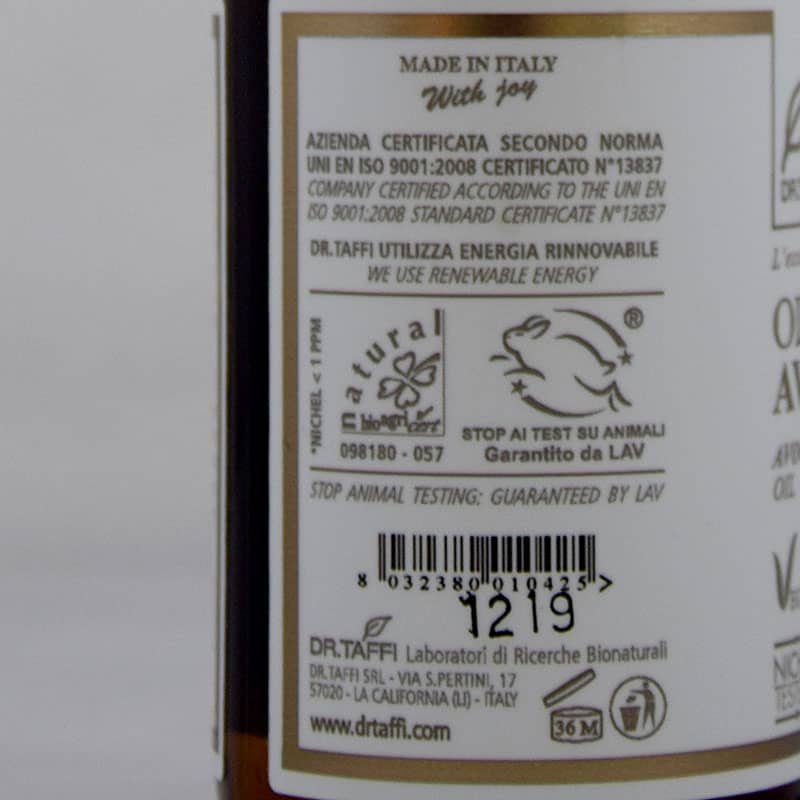 MADE IN ITALY
With joy
AZIENDA CERTIFICATA SECONDO NORMA
UNI EN ISO 9001:2008 CERTIFICATO N°13837
COMPANY CERTIFIED ACCORDING TO THE UNI EN
ISO 9001:2008 STANDARD CERTIFICATE N°13837
DR.TAFFI UTILIZZA ENERGIA RINNOVABILE
WE USE RENEWABLE ENERGY
*NICHEL < 1 PPM
natural
bioagricert
098180 - 057
®
STOP AI TEST SU ANIMALI
Garantito da LAV
STOP ANIMAL TESTING: GUARANTEED BY LAV
8 032380 010425 >
1219
DR.TAFFI Laboratori di Ricerche Bionaturali
DR.TAFFI SRL - VIA S.PERTINI, 17
57020 - LA CALIFORNIA (LI) - ITALY
www.drtaffi.com
36 M